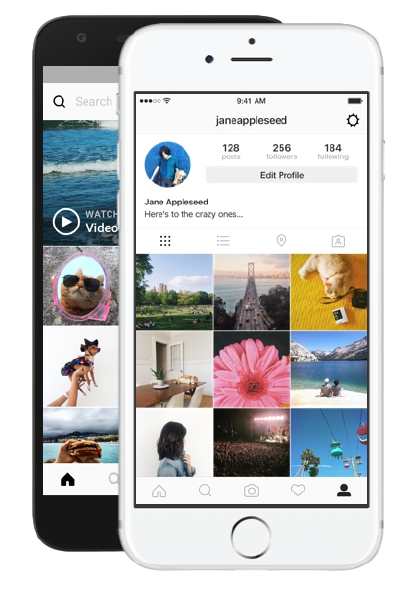 Search
WATCH
Video
9:41 AM
janeappleseed
128
posts
256
followers
184
following
Edit Profile
Jane Appleseed
Here's to the crazy ones...